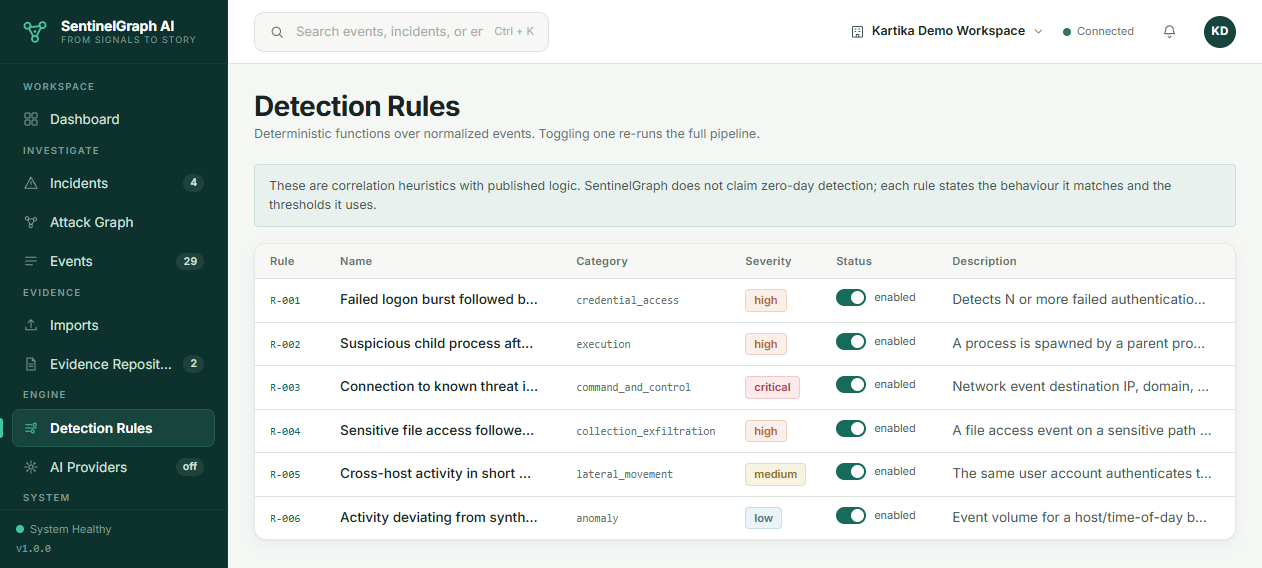 SentinelGraph AI
FROM SIGNALS TO STORY
Search events, incidents, or er Ctrl + K
Kartika Demo Workspace
Connected
KD
WORKSPACE
Dashboard
INVESTIGATE
Incidents 4
Attack Graph
Events 29
EVIDENCE
Imports
Evidence Reposit... 2
ENGINE
Detection Rules
AI Providers off
SYSTEM
System Healthy
v1.0.0
Detection Rules
Deterministic functions over normalized events. Toggling one re-runs the full pipeline.
These are correlation heuristics with published logic. SentinelGraph does not claim zero-day detection; each rule states the behaviour it matches and the
thresholds it uses.
Rule Name Category Severity Status Description
R-001 Failed logon burst followed b... credential_access high enabled Detects N or more failed authenticatio...
R-002 Suspicious child process aft... execution high enabled A process is spawned by a parent pro...
R-003 Connection to known threat i... command_and_control critical enabled Network event destination IP, domain, ...
R-004 Sensitive file access followe... collection_exfiltration high enabled A file access event on a sensitive path ...
R-005 Cross-host activity in short ... lateral_movement medium enabled The same user account authenticates t...
R-006 Activity deviating from synth... anomaly low enabled Event volume for a host/time-of-day b...